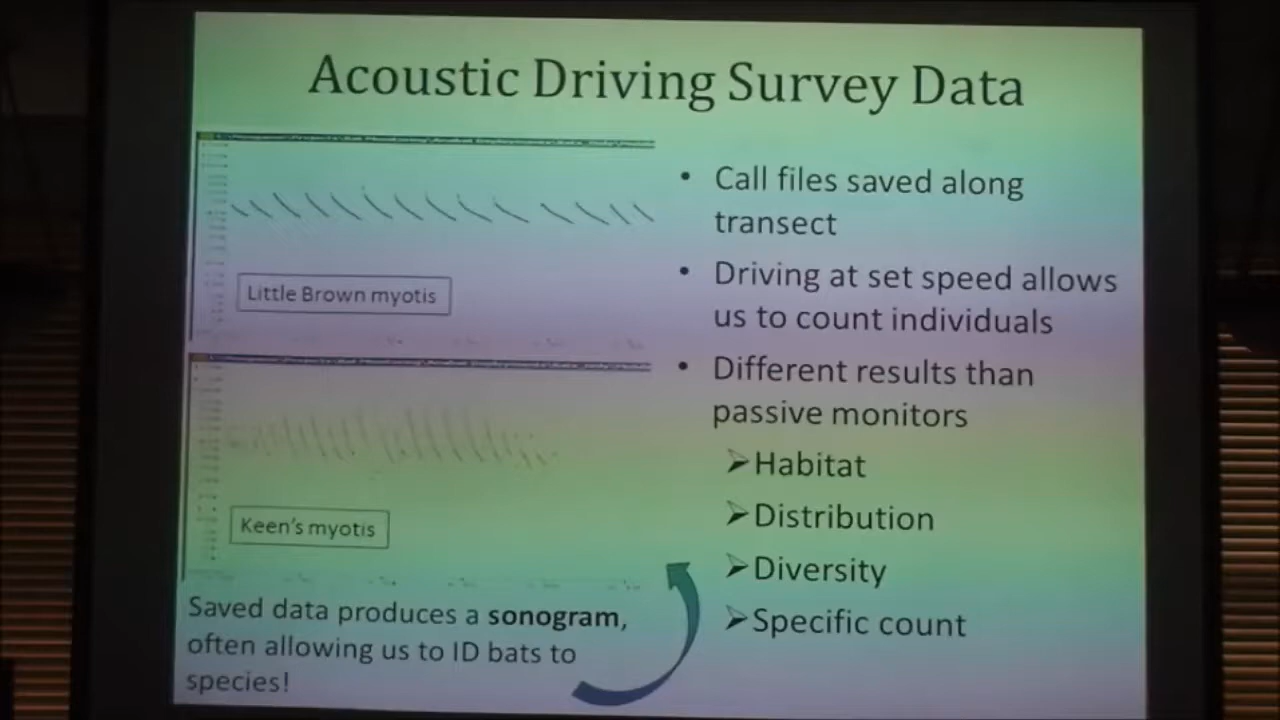 Acoustic Driving Survey Data
Little Brown myotis
Keen's myotis
Saved data produces a sonogram,
often allowing us to ID bats to
species!
• Call files saved along
transect
• Driving at set speed allows
us to count individuals
• Different results than
passive monitors
➢Habitat
➢Distribution
➢Diversity
➢Specific count